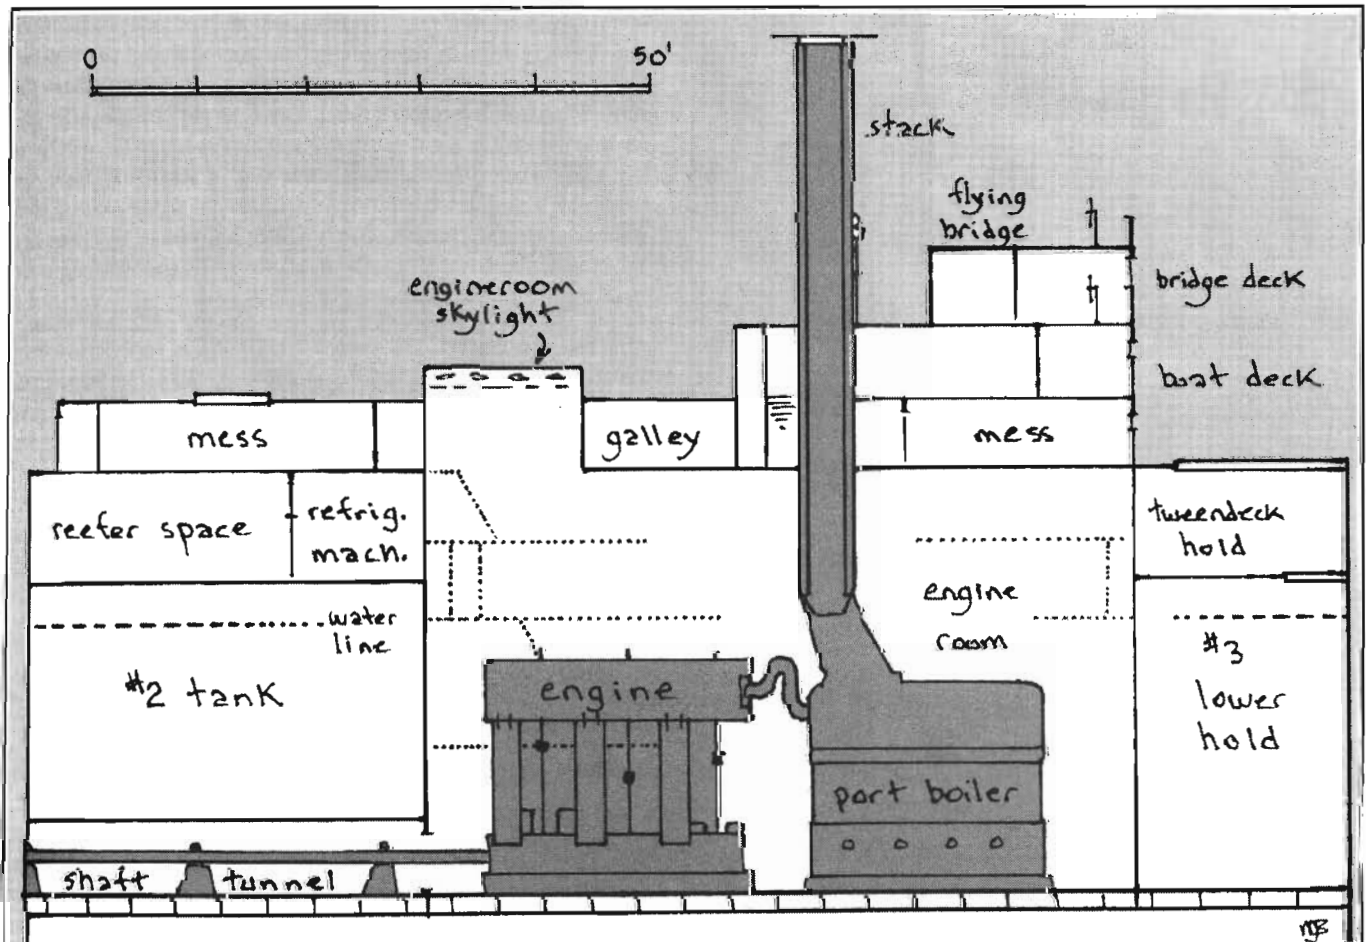 0 50'
stack
flying
bridge
bridge deck
engineroom
skylight
boat deck
mess
galley
mess
reefer space
refrig.
mach.
tweendeck
hold
engine
room
water
line
#2 tank
engine
#3
lower
hold
port boiler
shaft tunnel